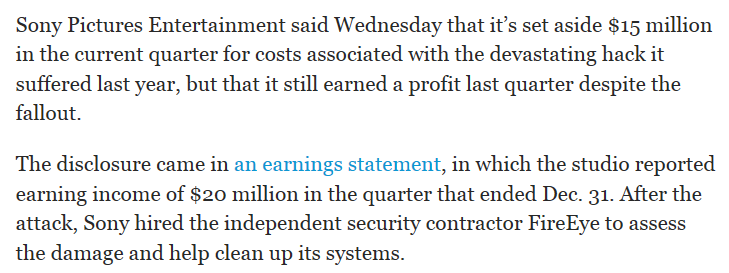 Sony Pictures Entertainment said Wednesday that it’s set aside $15 million
in the current quarter for costs associated with the devastating hack it
suffered last year, but that it still earned a profit last quarter despite the
fallout.
The disclosure came in an earnings statement, in which the studio reported
earning income of $20 million in the quarter that ended Dec. 31. After the
attack, Sony hired the independent security contractor FireEye to assess
the damage and help clean up its systems.